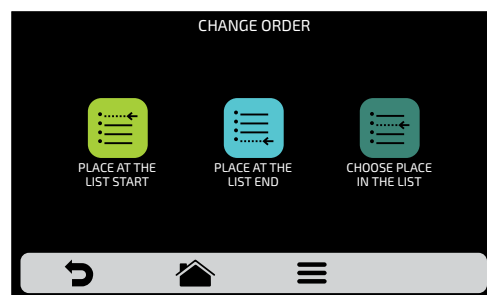 CHANGE ORDER
PLACE AT THE
LIST START
PLACE AT THE
LIST END
CHOOSE PLACE
IN THE LIST